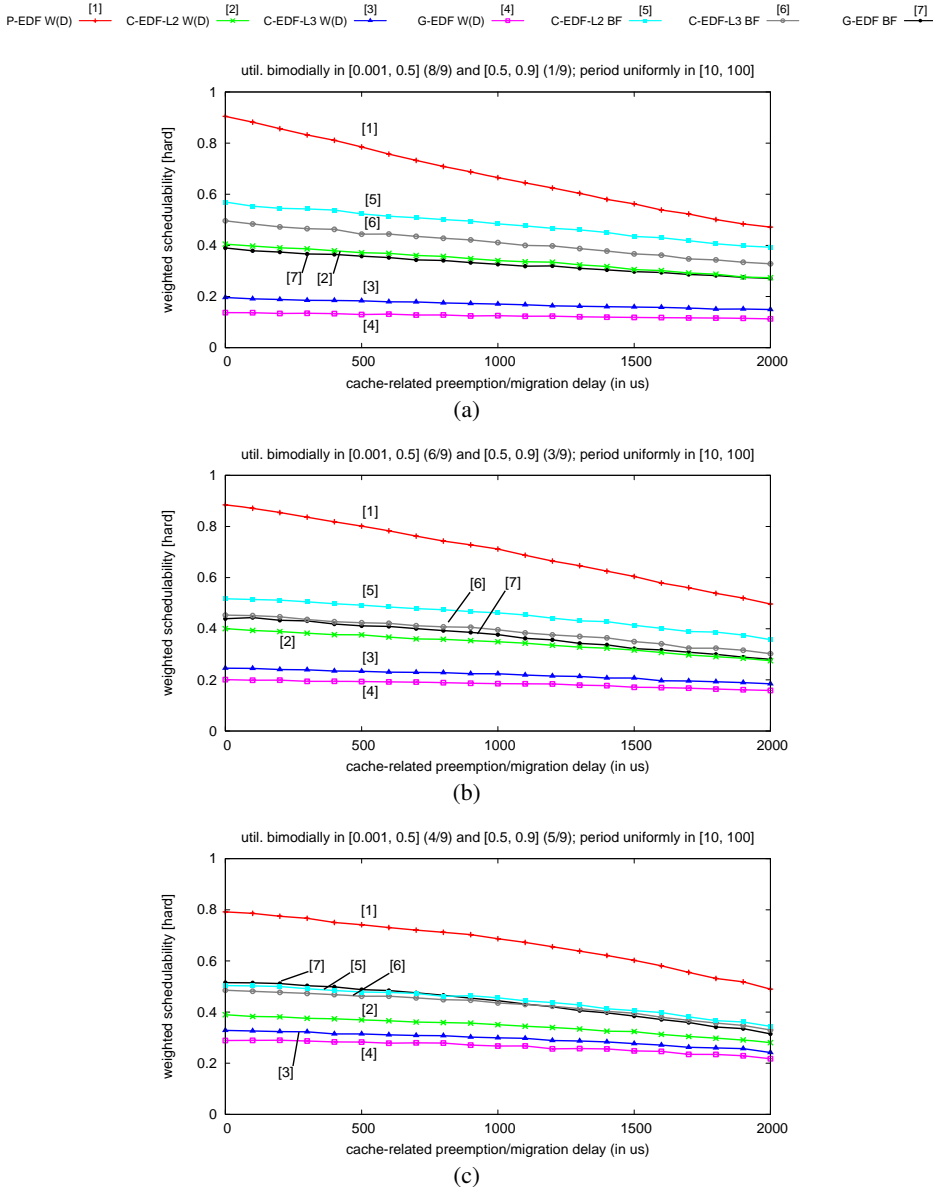 [1] [2] [3] [4] [5] [6] [7]
P-EDF W(D) C-EDF-L2 W(D) C-EDF-L3 W(D) G-EDF W(D) C-EDF-L2 BF C-EDF-L3 BF G-EDF BF
util. bimodially in [0.001, 0.5] (8/9) and [0.5, 0.9] (1/9); period uniformly in [10, 100]
weighted schedulability [hard]
1
0.8
0.6
0.4
0.2
0
[1]
[5]
[6]
[7] [2]
[3]
[4]
0 500 1000 1500 2000
cache-related preemption/migration delay (in us)
(a)
util. bimodially in [0.001, 0.5] (6/9) and [0.5, 0.9] (3/9); period uniformly in [10, 100]
weighted schedulability [hard]
1
0.8
0.6
0.4
0.2
0
[1]
[5] [6] [7]
[2]
[3]
[4]
0 500 1000 1500 2000
cache-related preemption/migration delay (in us)
(b)
util. bimodially in [0.001, 0.5] (4/9) and [0.5, 0.9] (5/9); period uniformly in [10, 100]
weighted schedulability [hard]
1
0.8
0.6
0.4
0.2
0
[1]
[7] [5] [6]
[2]
[3] [4]
0 500 1000 1500 2000
cache-related preemption/migration delay (in us)
(c)